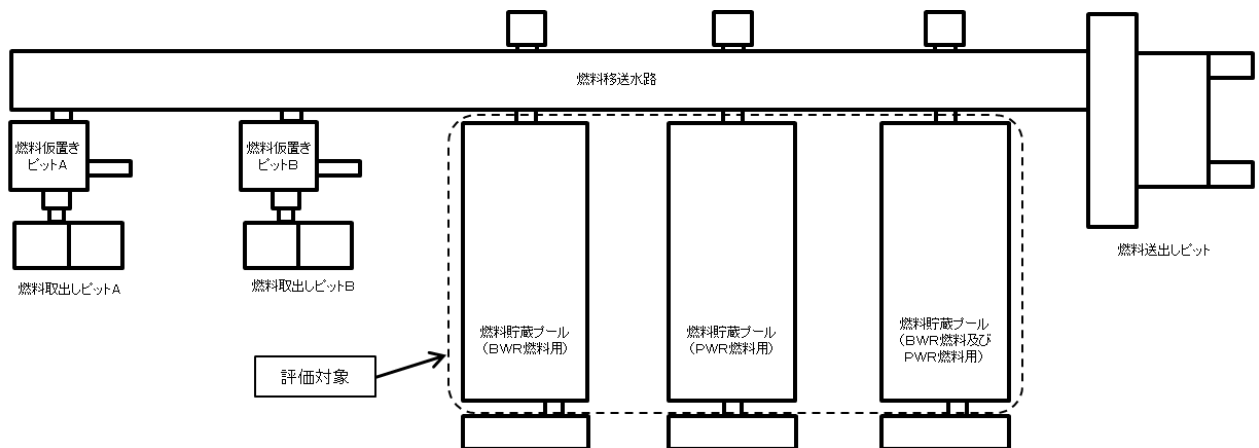 燃料移送水路
燃料仮置き
ピットA
燃料仮置き
ピットB
燃料取出しピットA
燃料取出しピットB
燃料送出しピット
燃料貯蔵プール
（BWR燃料用）
燃料貯蔵プール
（PWR燃料用）
燃料貯蔵プール
（BWR燃料及び
PWR燃料用）
評価対象